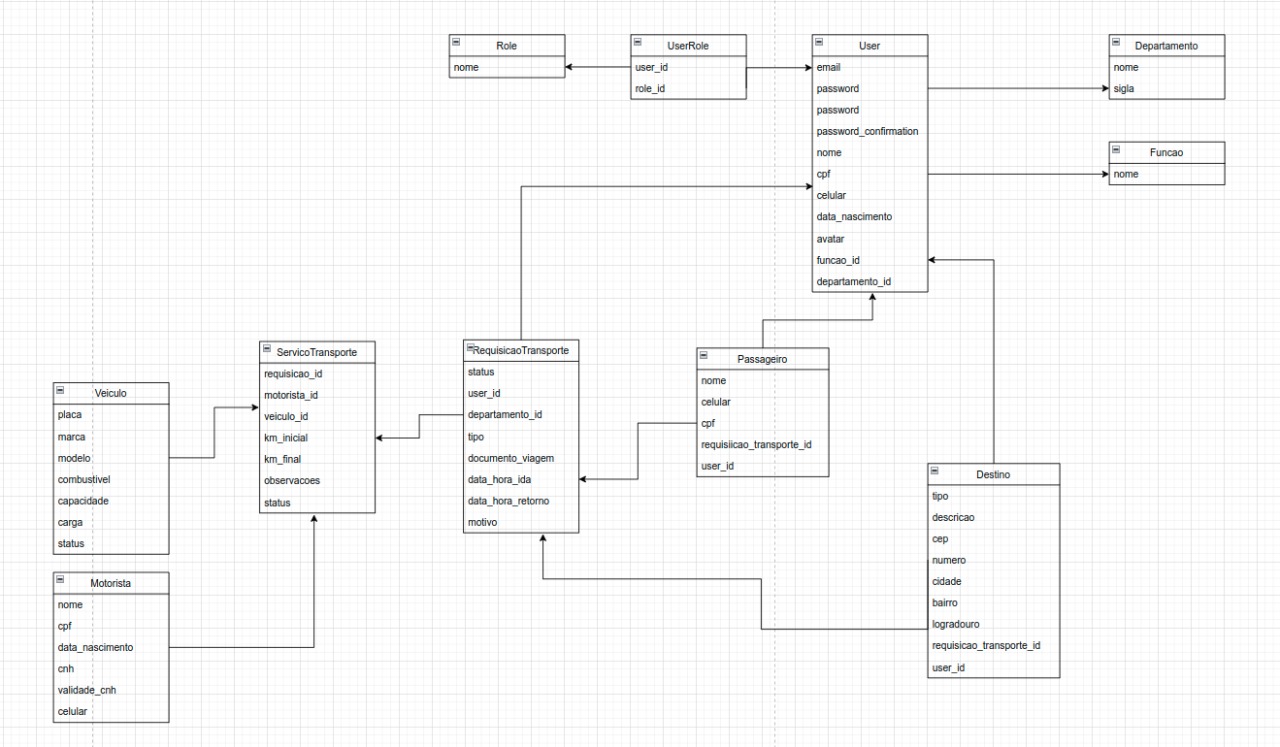 Role
nome
UserRole
user_id
role_id
User
email
password
password
password_confirmation
nome
cpf
celular
data_nascimento
avatar
funcao_id
departamento_id
Departamento
nome
sigla
Funcao
nome
ServicoTransporte
requisicao_id
motorista_id
veiculo_id
km_inicial
km_final
observacoes
status
RequisicaoTransporte
status
user_id
departamento_id
tipo
documento_viagem
data_hora_ida
data_hora_retorno
motivo
Passageiro
nome
celular
cpf
requisiicao_transporte_id
user_id
Veiculo
placa
marca
modelo
combustivel
capacidade
carga
status
Destino
tipo
descricao
cep
numero
cidade
bairro
logradouro
requisicao_transporte_id
user_id
Motorista
nome
cpf
data_nascimento
cnh
validade_cnh
celular